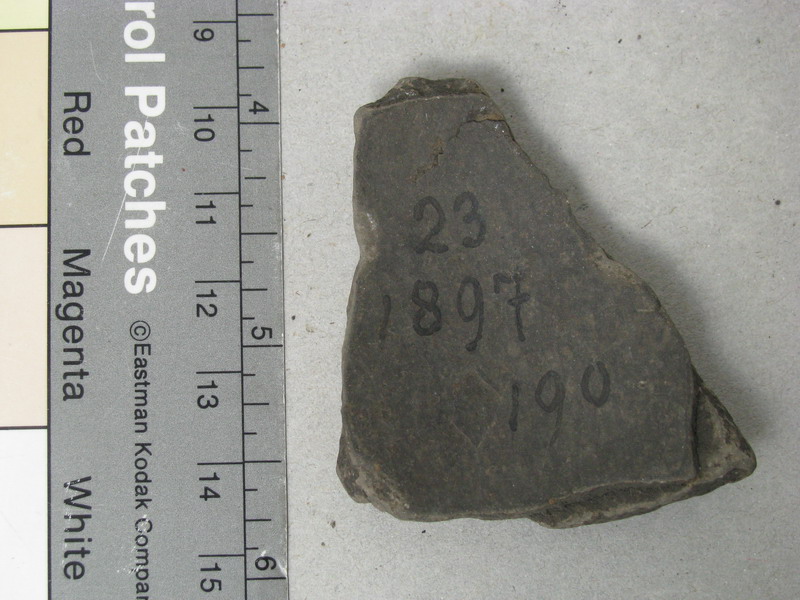 rol Patches
Red
Magenta
White
©Eastman Kodak Compan
9
10
11
12
13
14
15
4
5
6
23
1897
190